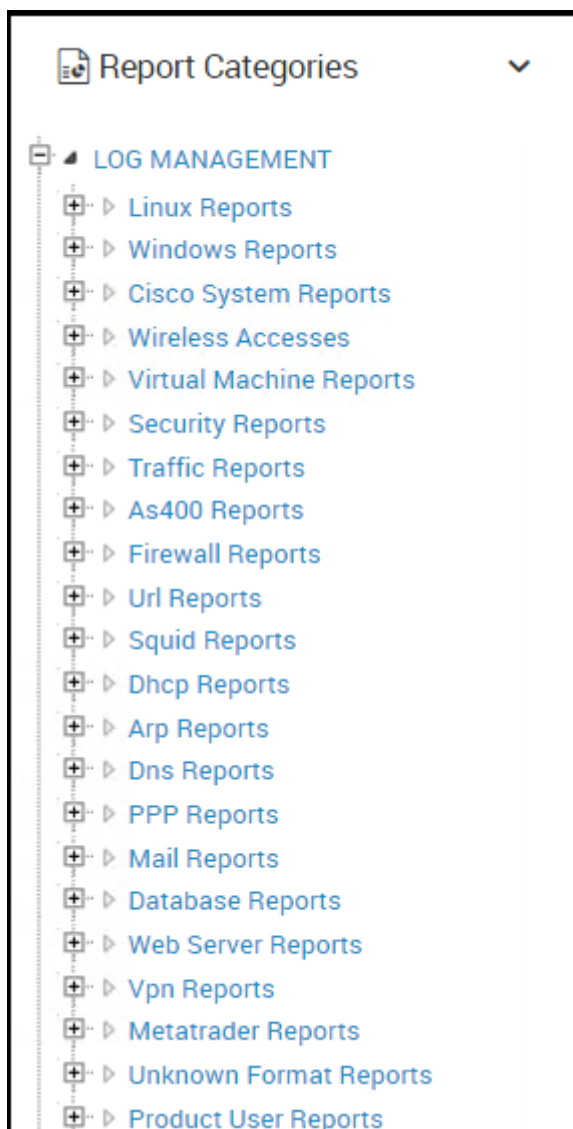 Report Categories
LOG MANAGEMENT
Linux Reports
Windows Reports
Cisco System Reports
Wireless Accesses
Virtual Machine Reports
Security Reports
Traffic Reports
As400 Reports
Firewall Reports
Url Reports
Squid Reports
Dhcp Reports
Arp Reports
Dns Reports
PPP Reports
Mail Reports
Database Reports
Web Server Reports
Vpn Reports
Metatrader Reports
Unknown Format Reports
Product User Reports